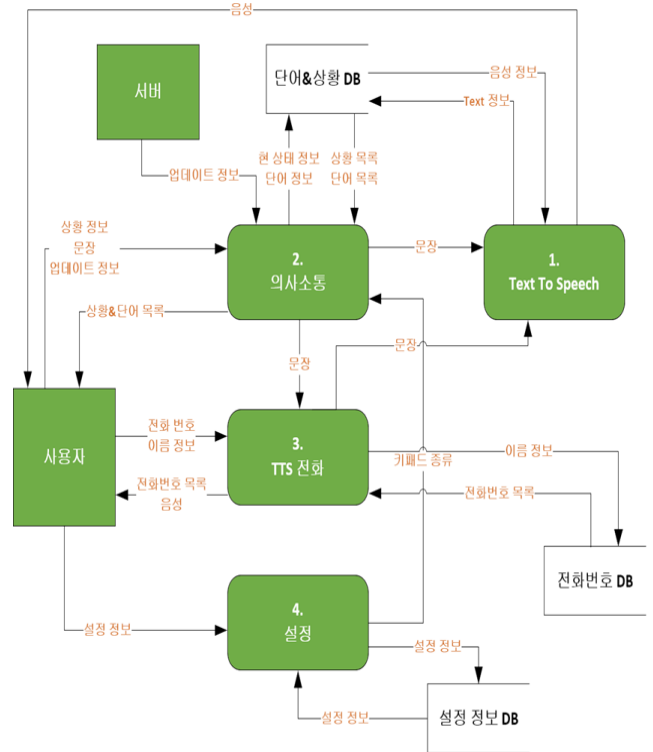 음성
서버
단어&상황 DB
음성 정보
Text 정보
현 상태 정보
단어 정보
상황 목록
단어 목록
업데이트 정보
상황 정보
문장
업데이트 정보
2.
의사소통
문장
1.
Text To Speech
상황&단어 목록
문장
문장
사용자
전화 번호
이름 정보
3.
TTS 전화
키패드 종류
이름 정보
전화번호 목록
음성
전화번호 목록
전화번호 DB
4.
설정
설정 정보
설정 정보
설정 정보
설정 정보 DB